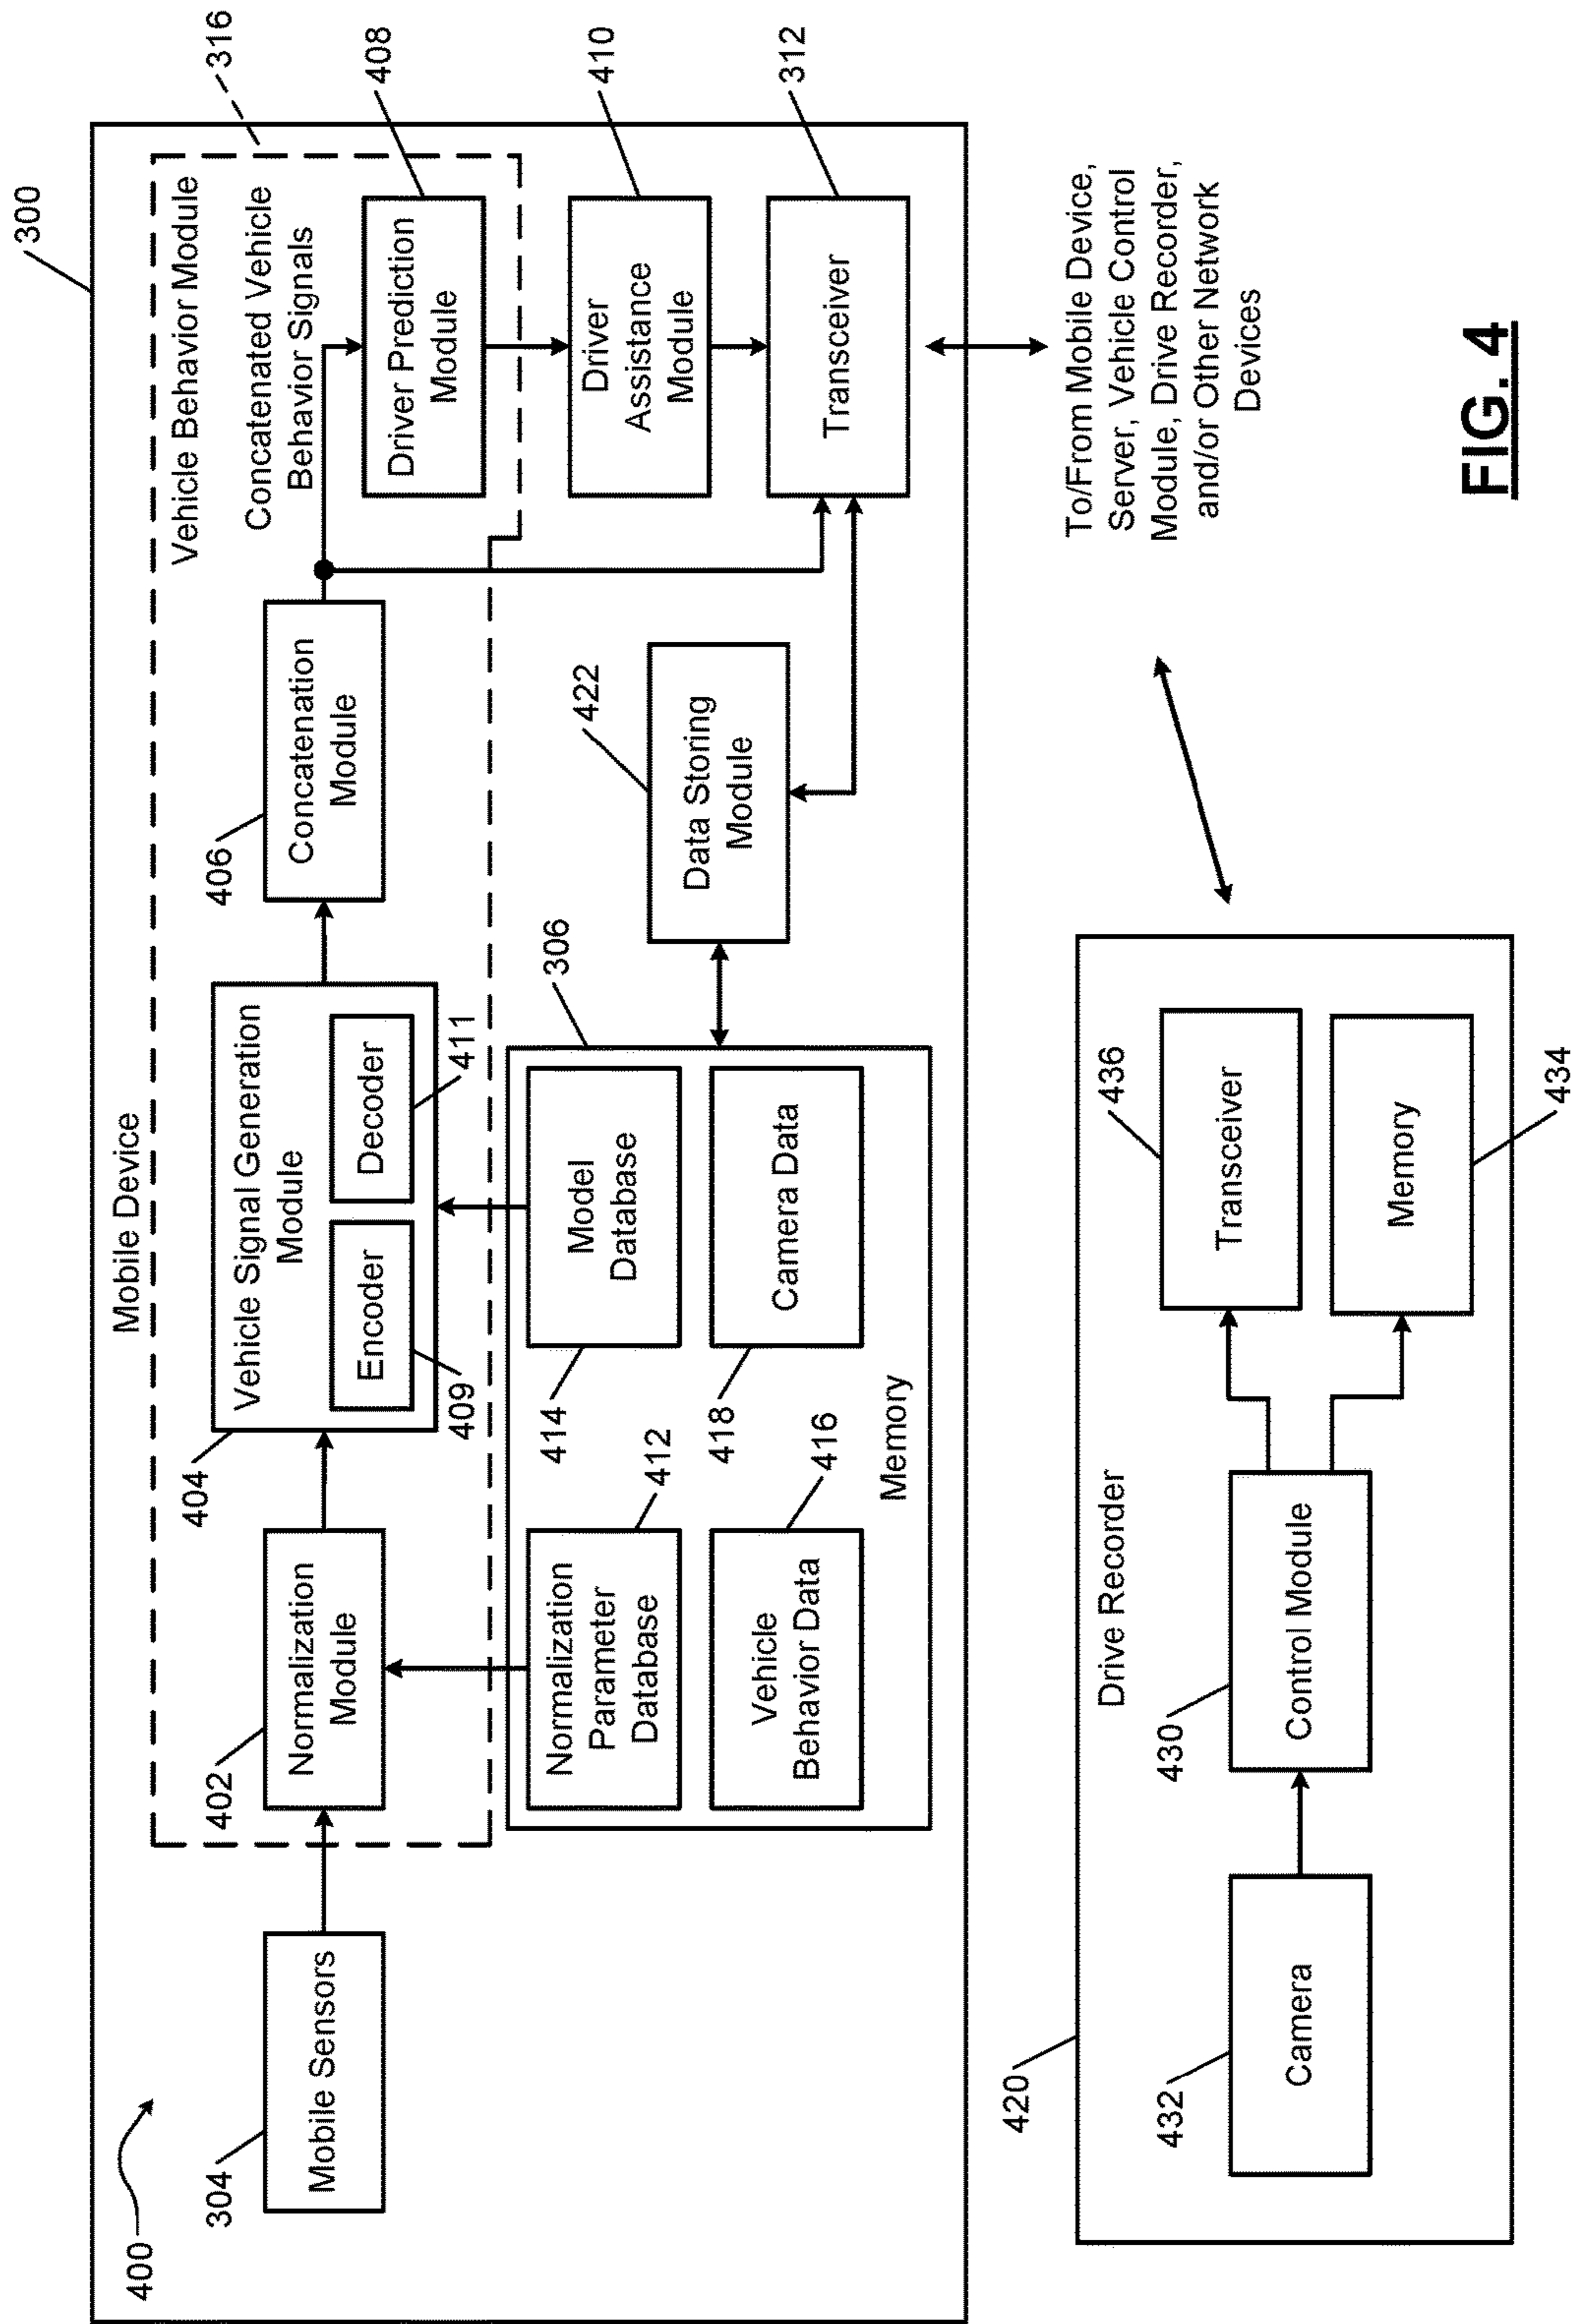 300
400
Mobile Device
316
Vehicle Behavior Module
304
Mobile Sensors
402
Normalization
Module
404
Vehicle Signal Generation
Module
Encoder
Decoder
409
411
406
Concatenation
Module
Concatenated Vehicle
Behavior Signals
408
Driver Prediction
Module
410
Driver
Assistance
Module
312
Transceiver
306
Normalization
Parameter
Database
412
Model
Database
414
Vehicle
Behavior Data
416
Camera Data
418
Memory
422
Data Storing
Module
To/From Mobile Device,
Server, Vehicle Control
Module, Drive Recorder,
and/or Other Network
Devices
420
Drive Recorder
432
Camera
430
Control Module
436
Transceiver
Memory
434
FIG. 4